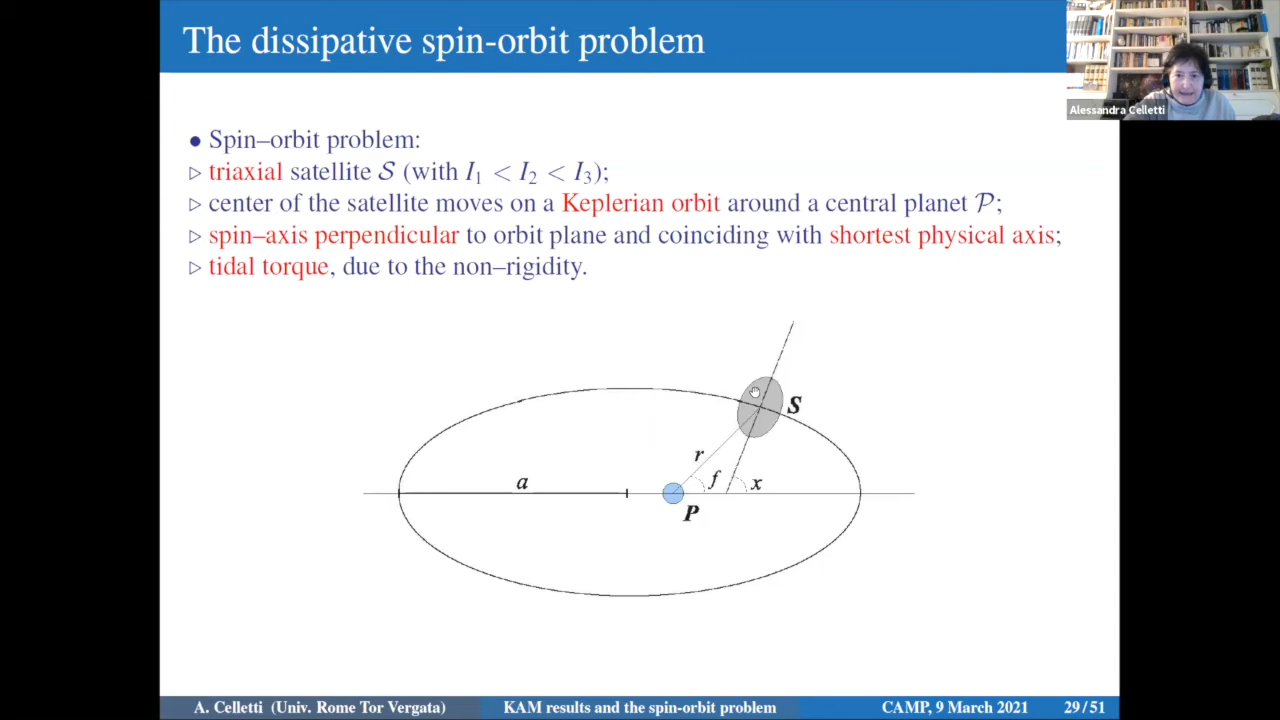 The dissipative spin-orbit problem
Alessandra Celletti
• Spin–orbit problem:
▷ triaxial satellite 𝒮 (with I₁ < I₂ < I₃);
▷ center of the satellite moves on a Keplerian orbit around a central planet 𝒫;
▷ spin–axis perpendicular to orbit plane and coinciding with shortest physical axis;
▷ tidal torque, due to the non–rigidity.
S
r
a
f
x
P
A. Celletti (Univ. Rome Tor Vergata)
KAM results and the spin-orbit problem
CAMP, 9 March 2021
29 / 51